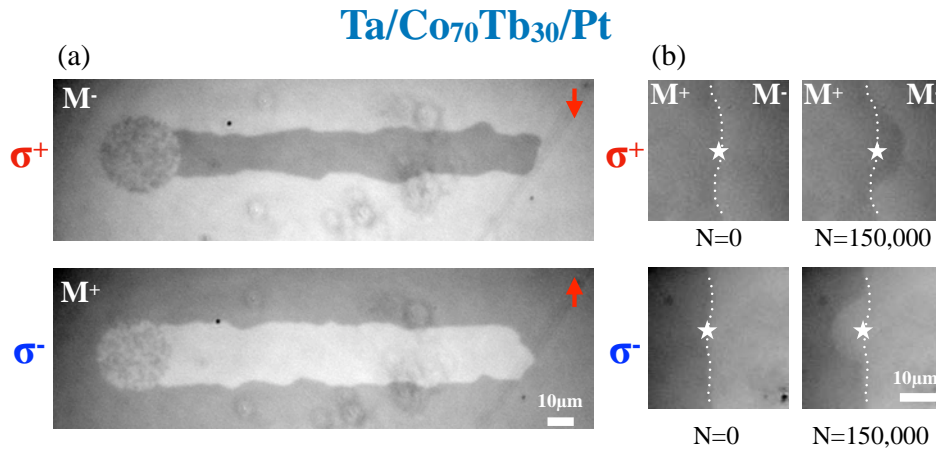 Ta/Co₇₀Tb₃₀/Pt
(a)
(b)
M⁻
σ⁺
M⁺
σ⁻
10μm
σ⁺
M⁺ M⁻
M⁺ M
N=0
N=150,000
σ⁻
10μm
N=0
N=150,000